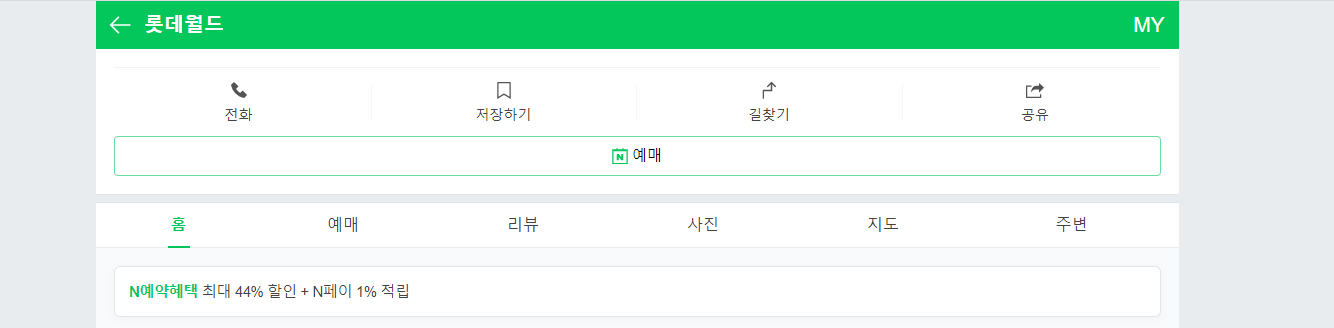 롯데월드 MY
전화 저장하기 길찾기 공유
N 예매
홈 예매 리뷰 사진 지도 주변
N예약혜택 최대 44% 할인 + N페이 1% 적립